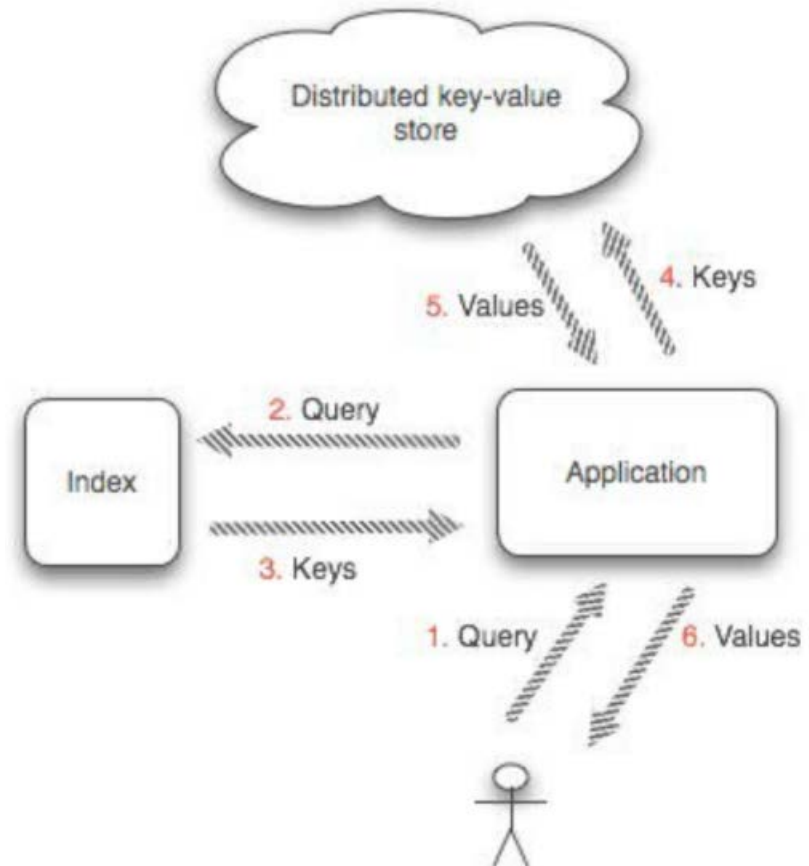 Distributed key-value
store
4. Keys
5. Values
2. Query
Index
Application
3. Keys
1. Query
6. Values